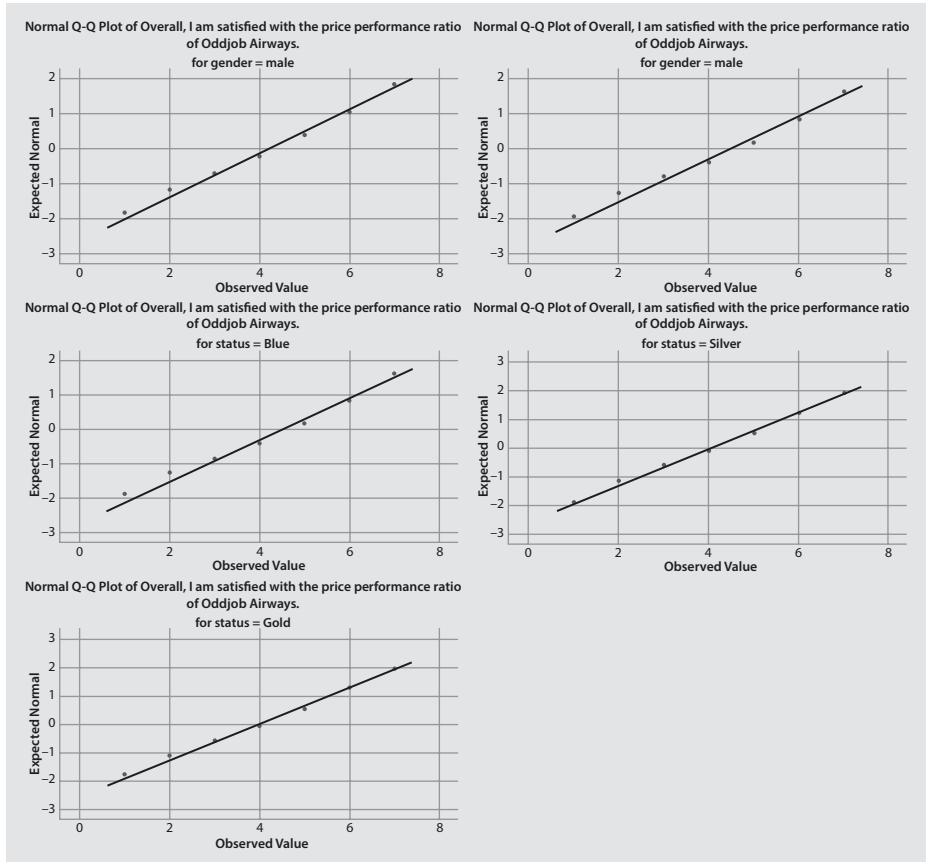 Normal Q-Q Plot of Overall, I am satisfied with the price performance ratio
of Oddjob Airways.
for gender = male
2
1
0
–1
–2
–3
Expected Normal
0 2 4 6 8
Observed Value
Normal Q-Q Plot of Overall, I am satisfied with the price performance ratio
of Oddjob Airways.
for gender = male
2
1
0
–1
–2
–3
Expected Normal
0 2 4 6 8
Observed Value
Normal Q-Q Plot of Overall, I am satisfied with the price performance ratio
of Oddjob Airways.
for status = Blue
2
1
0
–1
–2
–3
Expected Normal
0 2 4 6 8
Observed Value
Normal Q-Q Plot of Overall, I am satisfied with the price performance ratio
of Oddjob Airways.
for status = Silver
3
2
1
0
–1
–2
–3
Expected Normal
0 2 4 6 8
Observed Value
Normal Q-Q Plot of Overall, I am satisfied with the price performance ratio
of Oddjob Airways.
for status = Gold
3
2
1
0
–1
–2
–3
Expected Normal
0 2 4 6 8
Observed Value